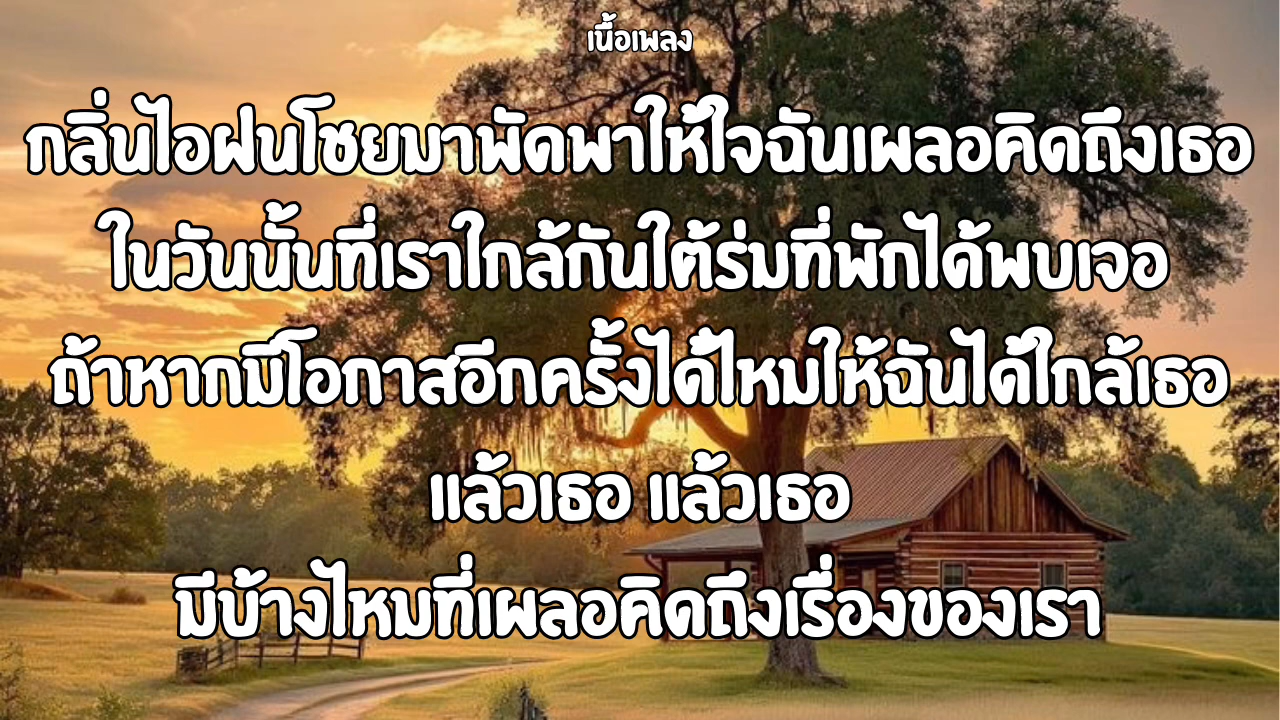 เนื้อเพลง
กลิ่นไอฝนโชยมาพัดพาให้ใจฉันเผลอคิดถึงเธอ
ในวันนั้นที่เราใกล้กันใต้ร่มที่พักได้พบเจอ
ถ้าหากมีโอกาสอีกครั้งได้ไหมให้ฉันได้ใกล้เธอ
แล้วเธอ แล้วเธอ
มีบ้างไหมที่เผลอคิดถึงเรื่องของเรา